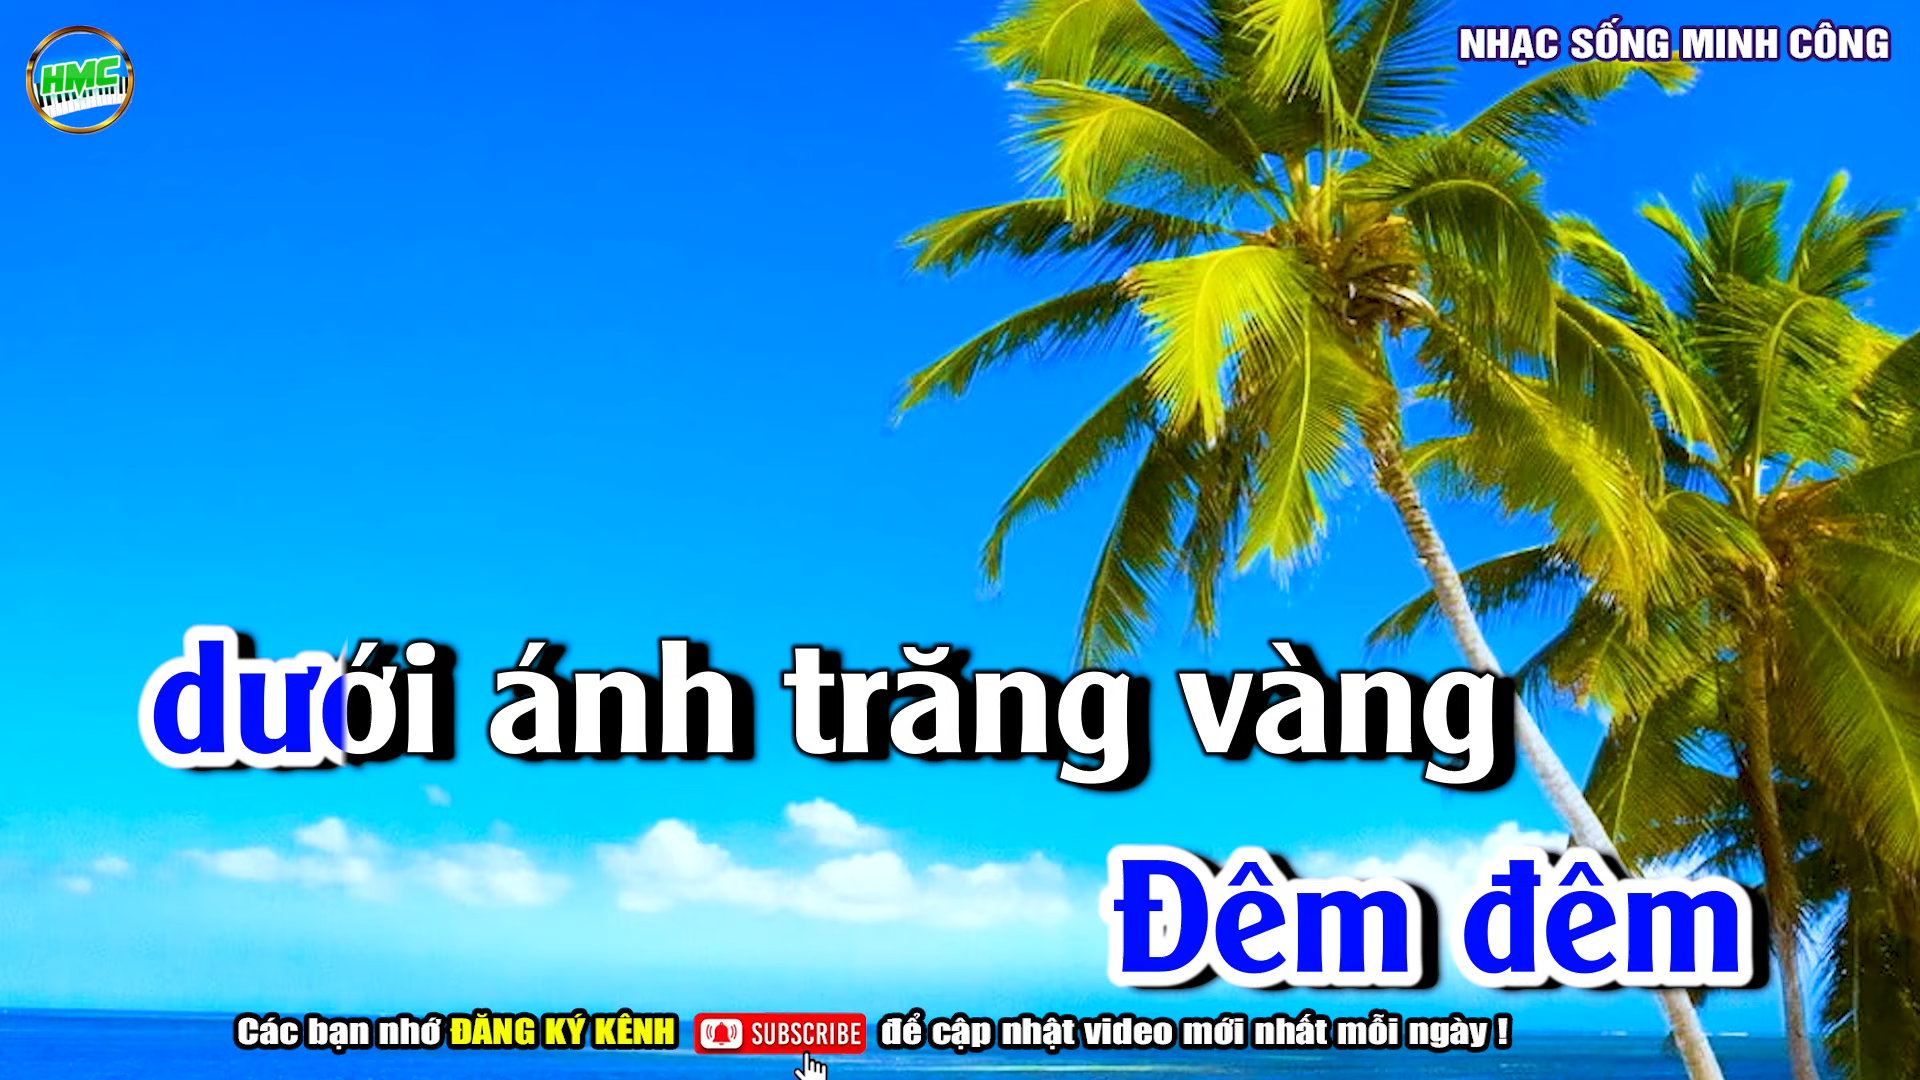 HMC
NHẠC SỐNG MINH CÔNG
dưới ánh trăng vàng
Đêm đêm
Các bạn nhớ ĐĂNG KÝ KÊNH SUBSCRIBE để cập nhật video mới nhất mỗi ngày !